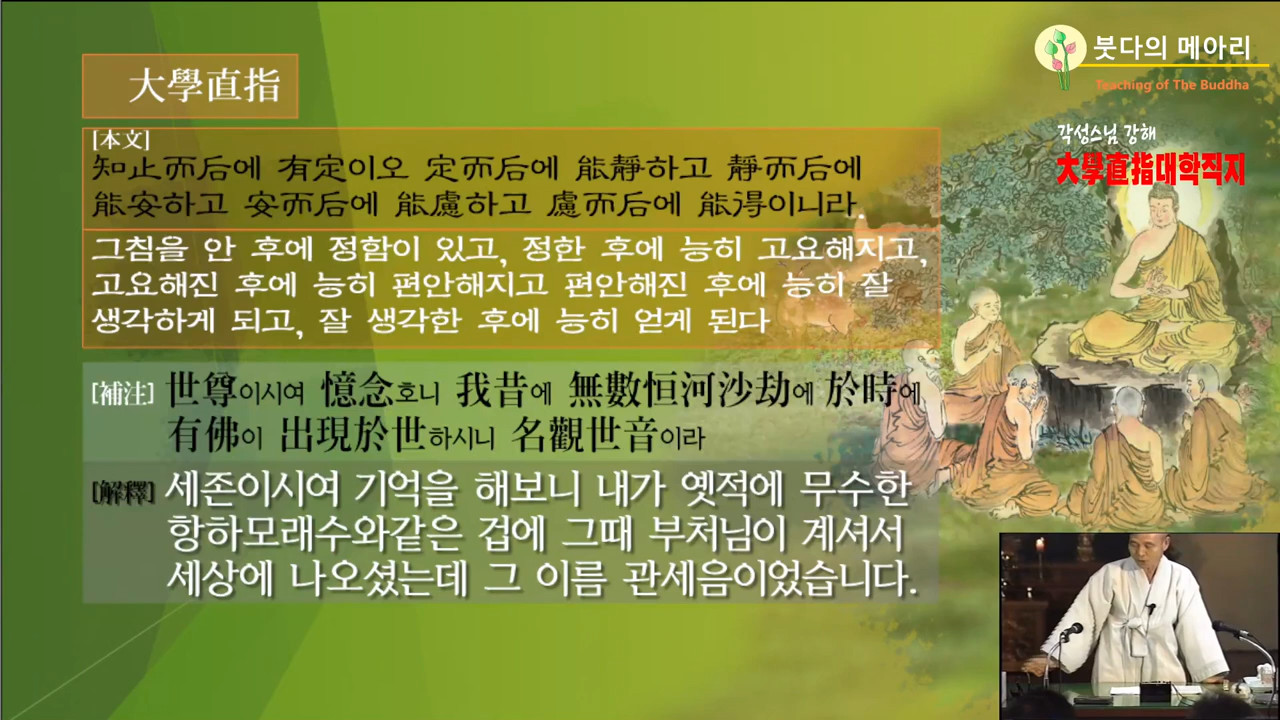 붓다의 메아리
Teaching of The Buddha
각성스님 강해
大學直指대학직지
大學直指
[本文]
知止而后에 有定이오 定而后에 能靜하고 靜而后에
能安하고 安而后에 能慮하고 慮而后에 能得이니라.
그침을 안 후에 정함이 있고, 정한 후에 능히 고요해지고,
고요해진 후에 능히 편안해지고 편안해진 후에 능히 잘
생각하게 되고, 잘 생각한 후에 능히 얻게 된다
[補注] 世尊이시여 憶念호니 我昔에 無數恒河沙劫에 於時에
有佛이 出現於世하시니 名觀世音이라
[解釋] 세존이시여 기억을 해보니 내가 옛적에 무수한
항하모래수와같은 겁에 그때 부처님이 계셔서
세상에 나오셨는데 그 이름 관세음이었습니다.